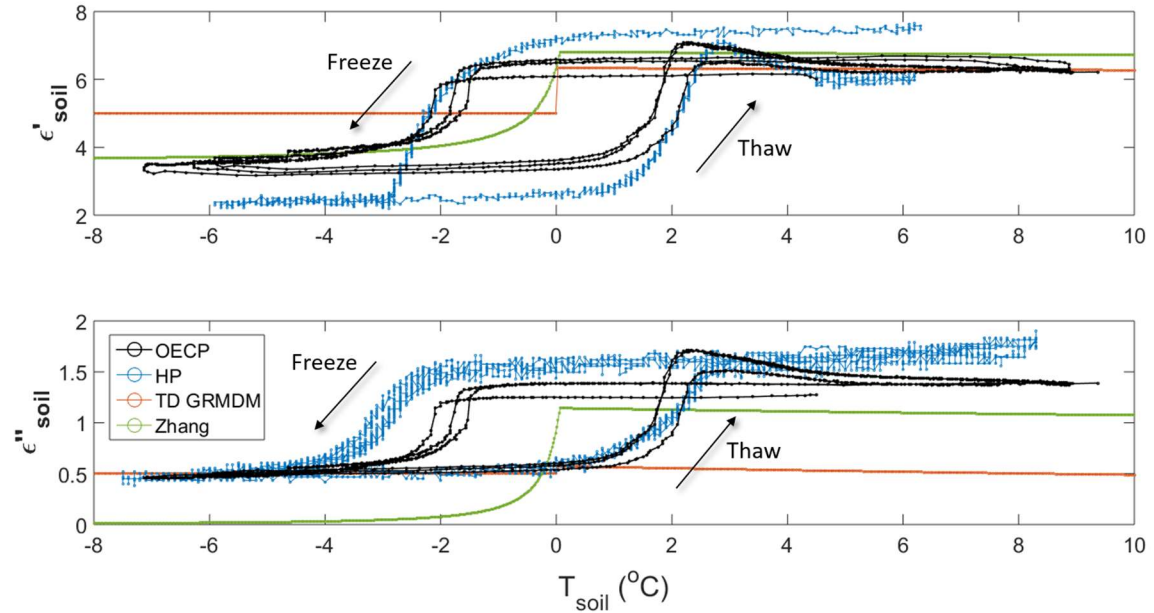 8
6
4
2
ϵ'soil
Freeze
Thaw
-8 -6 -4 -2 0 2 4 6 8 10
2
1.5
1
0.5
0
ϵ''soil
OECP
HP
TD GRMDM
Zhang
Freeze
Thaw
-8 -6 -4 -2 0 2 4 6 8 10
Tsoil (°C)